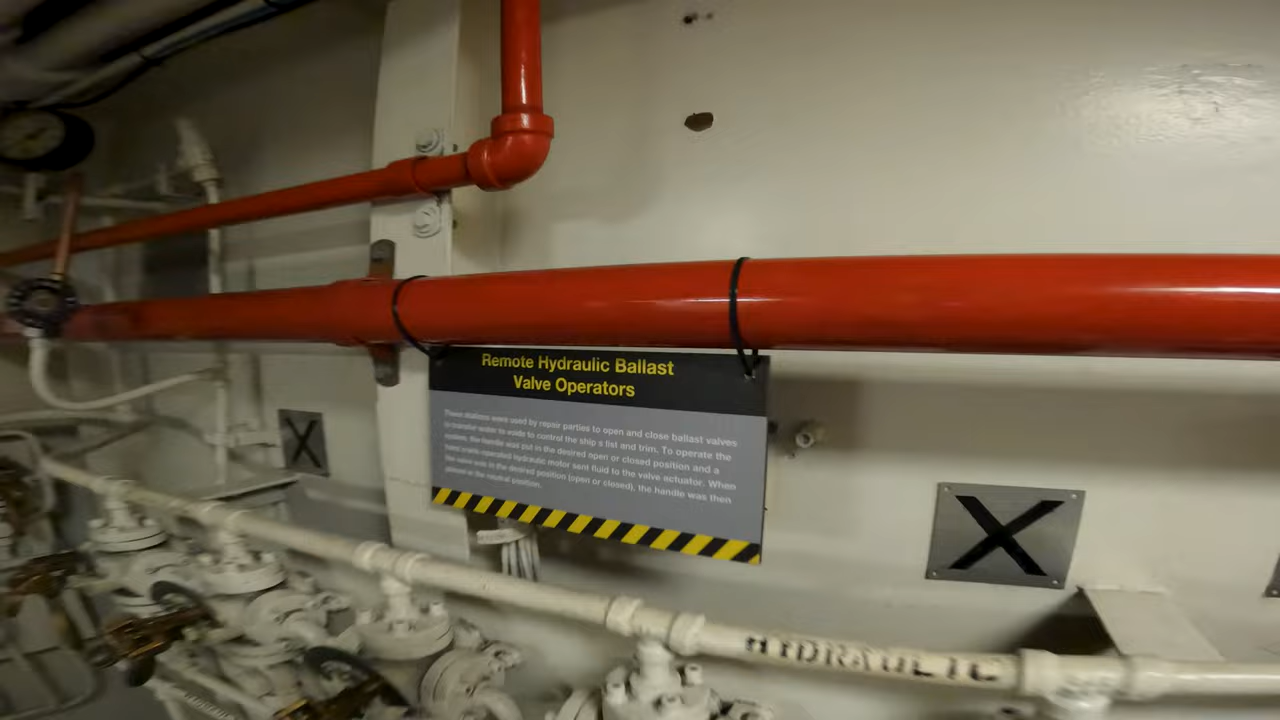 Remote Hydraulic Ballast
Valve Operators
These stations were used by repair parties to open and close ballast valves
to transfer water to voids to control the ship s list and trim. To operate the
system, the handle was put in the desired open or closed position and a
hand crank operated hydraulic motor sent fluid to the valve actuator. When
the valve was in the desired position (open or closed), the handle was then
placed in the neutral position.
X
X
HYDRAULIC